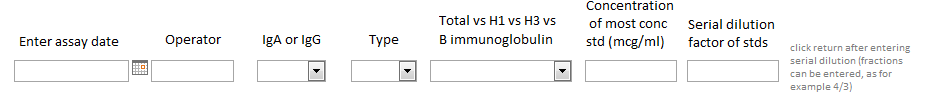 Enter assay date
Operator
IgA or IgG
Type
Total vs H1 vs H3 vs
B immunoglobulin
Concentration
of most conc
std (mcg/ml)
Serial dilution
factor of stds
click return after entering
serial dilution (fractions
can be entered, as for
example 4/3)